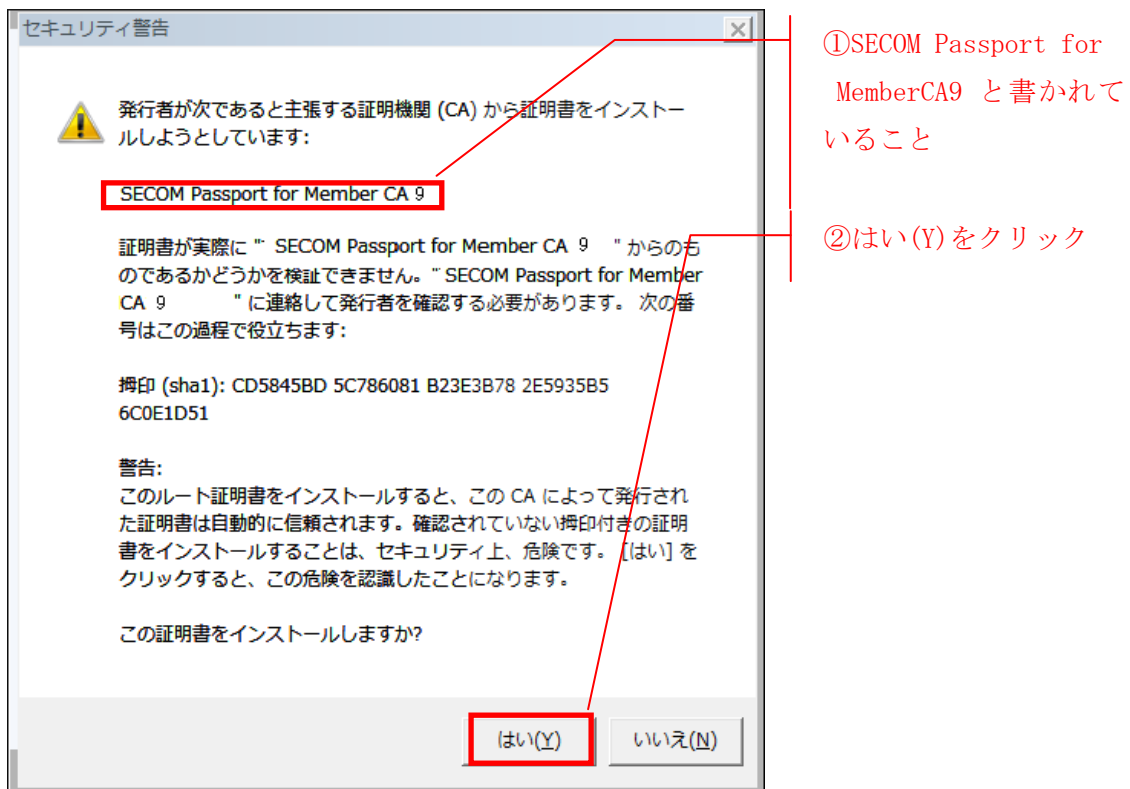 セキュリティ警告
発行者が次であると主張する証明機関 (CA) から証明書をインストー
ルしようとしています:
SECOM Passport for Member CA 9
証明書が実際に "˙ SECOM Passport for Member CA 9 " からのも
のであるかどうかを検証できません。" SECOM Passport for Member
CA 9 " に連絡して発行者を確認する必要があります。 次の番
号はこの過程で役立ちます:
拇印 (sha1): CD5845BD 5C786081 B23E3B78 2E5935B5
6C0E1D51
警告:
このルート証明書をインストールすると、この CA によって発行され
た証明書は自動的に信頼されます。確認されていない拇印付きの証明
書をインストールすることは、セキュリティ上、危険です。 [はい] を
クリックすると、この危険を認識したことになります。
この証明書をインストールしますか?
はい(Y)
いいえ(N)
①SECOM Passport for
MemberCA9 と書かれて
いること
②はい(Y)をクリック